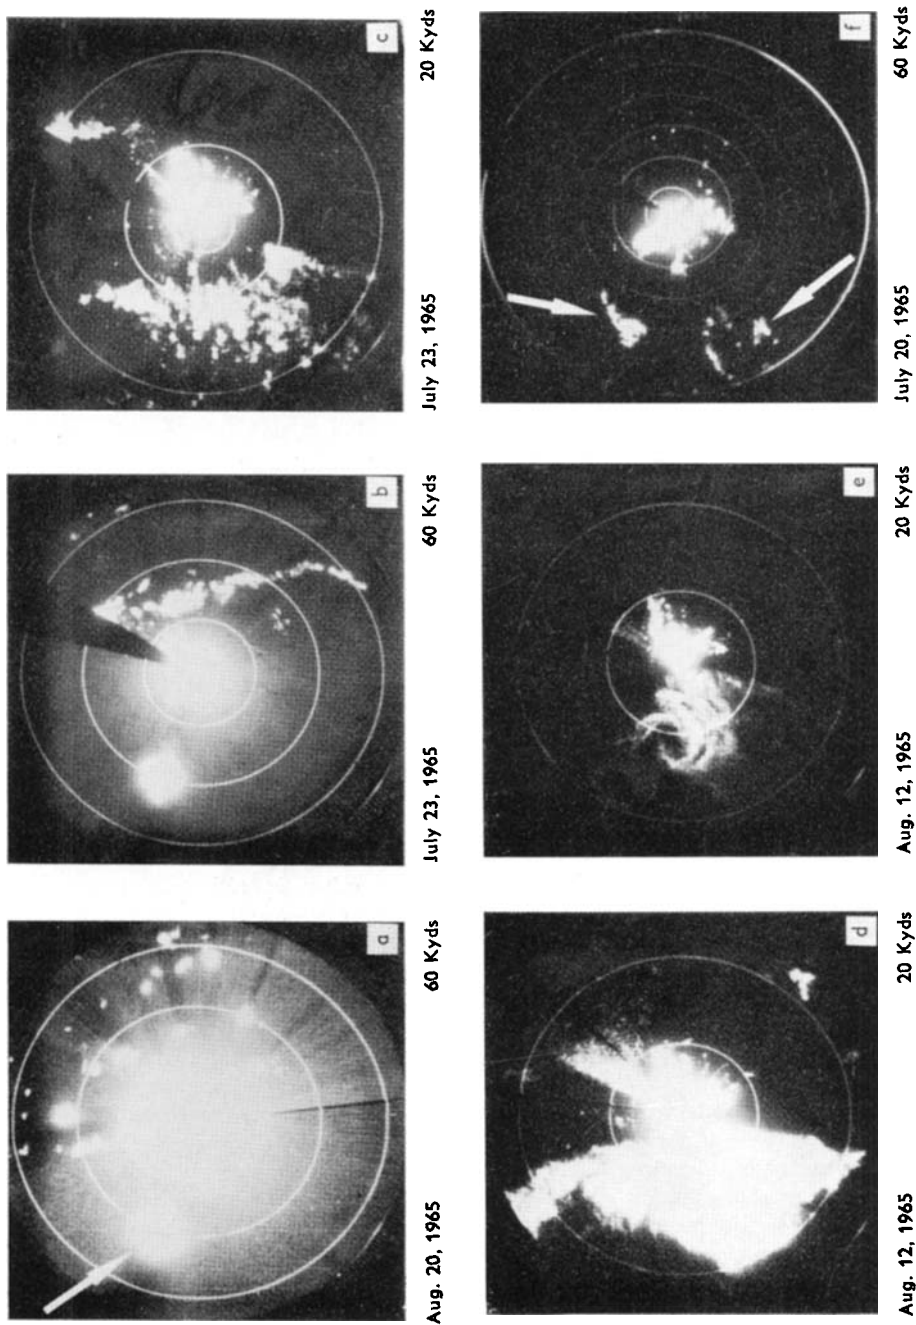 a
b
c
Aug. 20, 1965 60 Kyds
July 23, 1965 60 Kyds
July 23, 1965 20 Kyds
d
e
f
Aug. 12, 1965 20 Kyds
Aug. 12, 1965 20 Kyds
July 20, 1965 60 Kyds